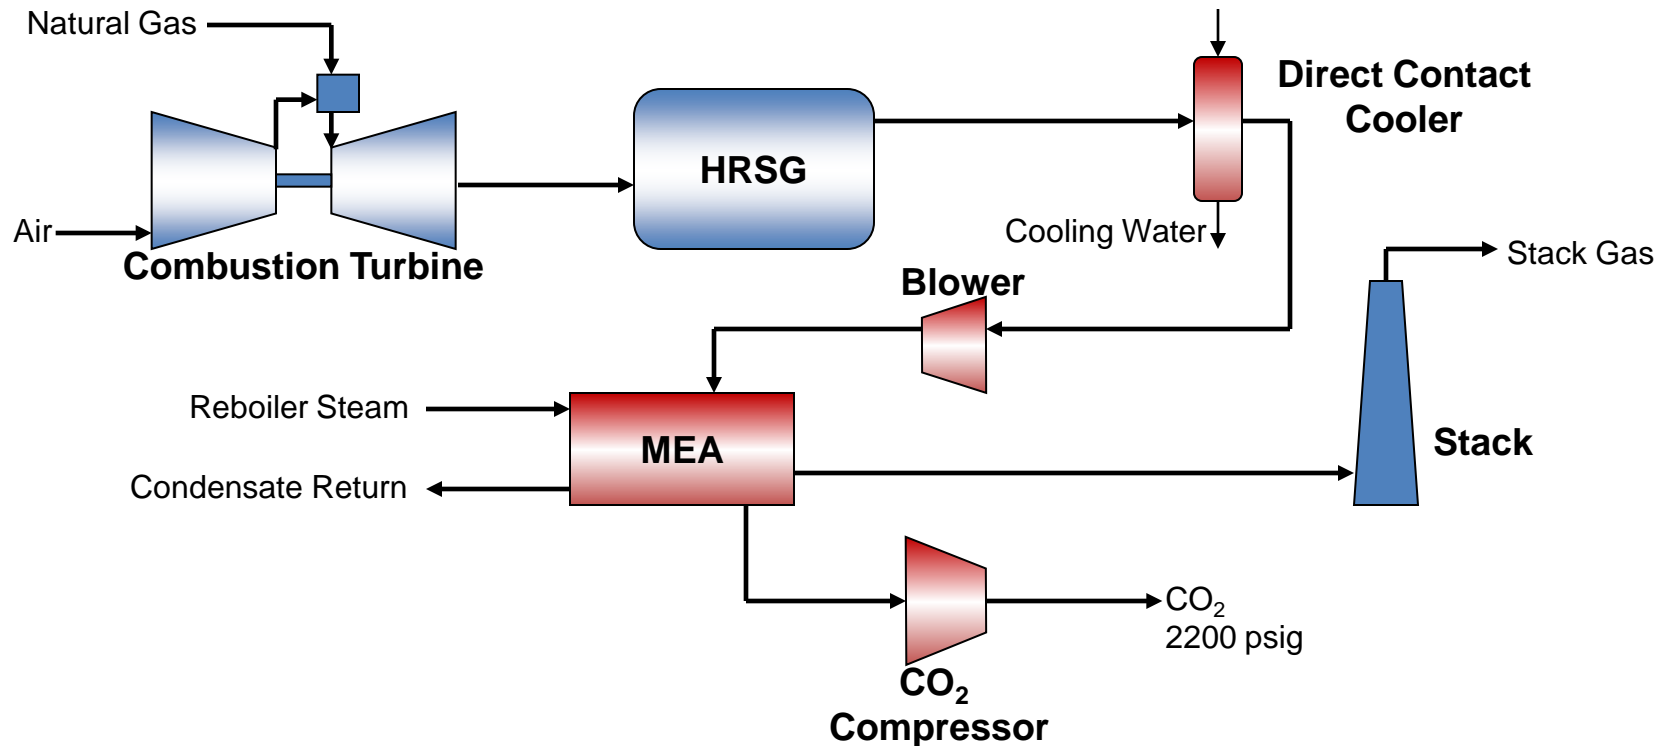 Natural Gas
Direct Contact
Cooler
HRSG
Air
Cooling Water
Combustion Turbine
Stack Gas
Blower
Reboiler Steam
MEA
Stack
Condensate Return
CO₂
2200 psig
CO₂
Compressor